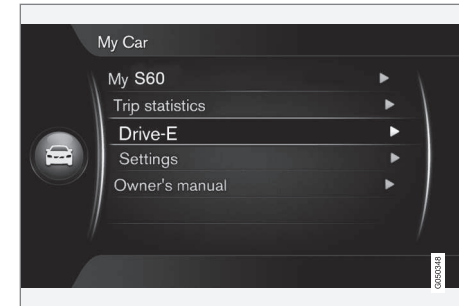 My Car
My S60
Trip statistics
Drive-E
Settings
Owner's manual
G050348